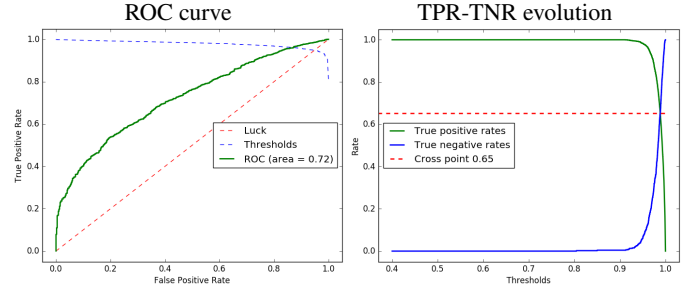 ROC curve
TPR-TNR evolution
1.0
0.8
0.6
0.4
0.2
0.0
True Positive Rate
Luck
Thresholds
ROC (area = 0.72)
0.0 0.2 0.4 0.6 0.8 1.0
False Positive Rate
1.0
0.8
0.6
0.4
0.2
0.0
Rate
True positive rates
True negative rates
Cross point 0.65
0.4 0.5 0.6 0.7 0.8 0.9 1.0
Thresholds